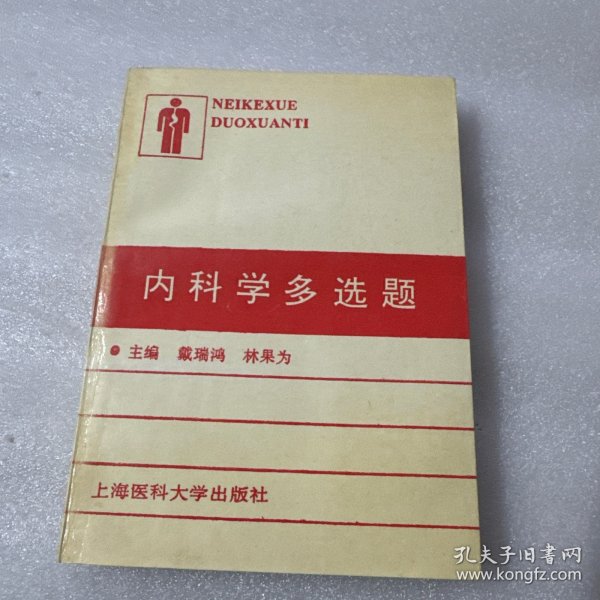 NEIKEXUE
DUOXUANTI
内科学多选题
主编 戴瑞鸿 林果为
上海医科大学出版社
孔夫子旧书网
www.kongfz.com